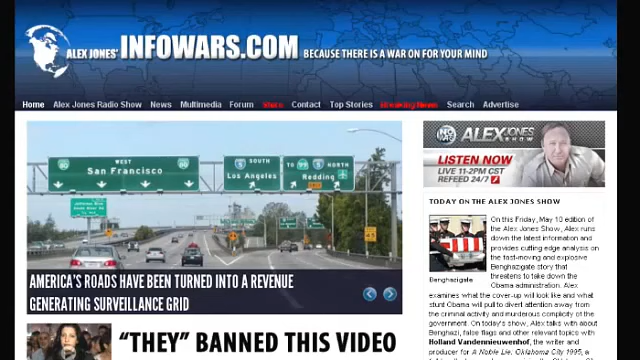 ALEX JONES' INFOWARS.COM BECAUSE THERE IS A WAR ON FOR YOUR MIND
Home Alex Jones Radio Show News Multimedia Forum Store Contact Top Stories Breaking News Search Advertise
WEST
San Francisco
SOUTH
Los Angeles
TO NORTH
Redding
AMERICA'S ROADS HAVE BEEN TURNED INTO A REVENUE
GENERATING SURVEILLANCE GRID
"THEY" BANNED THIS VIDEO
ALEX JONES
SHOW
LISTEN NOW
LIVE 11-2PM CST
REFEED 24/7
TODAY ON THE ALEX JONES SHOW
Benghazigate
On this Friday, May 10 edition of
the Alex Jones Show, Alex runs
down the latest information and
provides cutting edge analysis on
the fast-moving and explosive
Benghazigate story that
threatens to take down the
Obama administration. Alex
examines what the cover-up will look like and what
stunt Obama will pull to divert attention away from
the criminal activity and murderous complicity of the
government. On today's show, Alex talks with about
Benghazi, false flags and other relevant topics with
Holland Vandennieuwenhof, the writer and
producer for A Noble Lie, Oklahoma City 1995, a